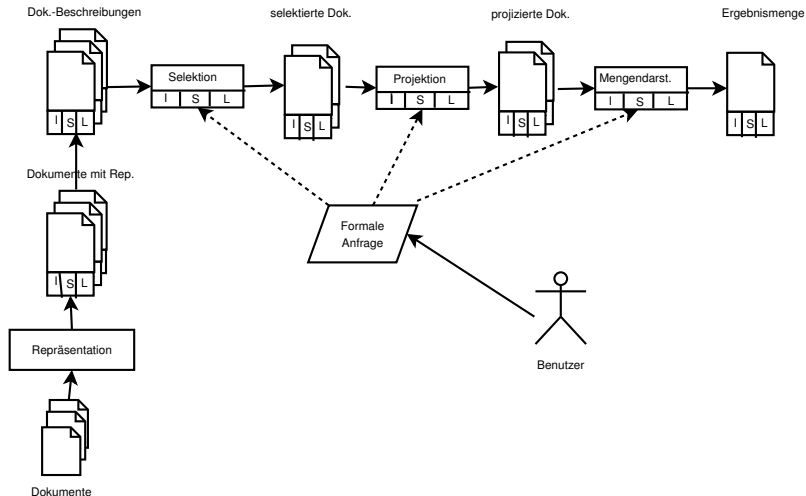 Dok.-Beschreibungen
selektierte Dok.
projizierte Dok.
Ergebnismenge
Selektion
I S L
Projektion
I S L
Mengendarst.
I S L
I S L
I S L
I S L
I S L
Dokumente mit Rep.
I S L
Formale
Anfrage
Repräsentation
Benutzer
Dokumente